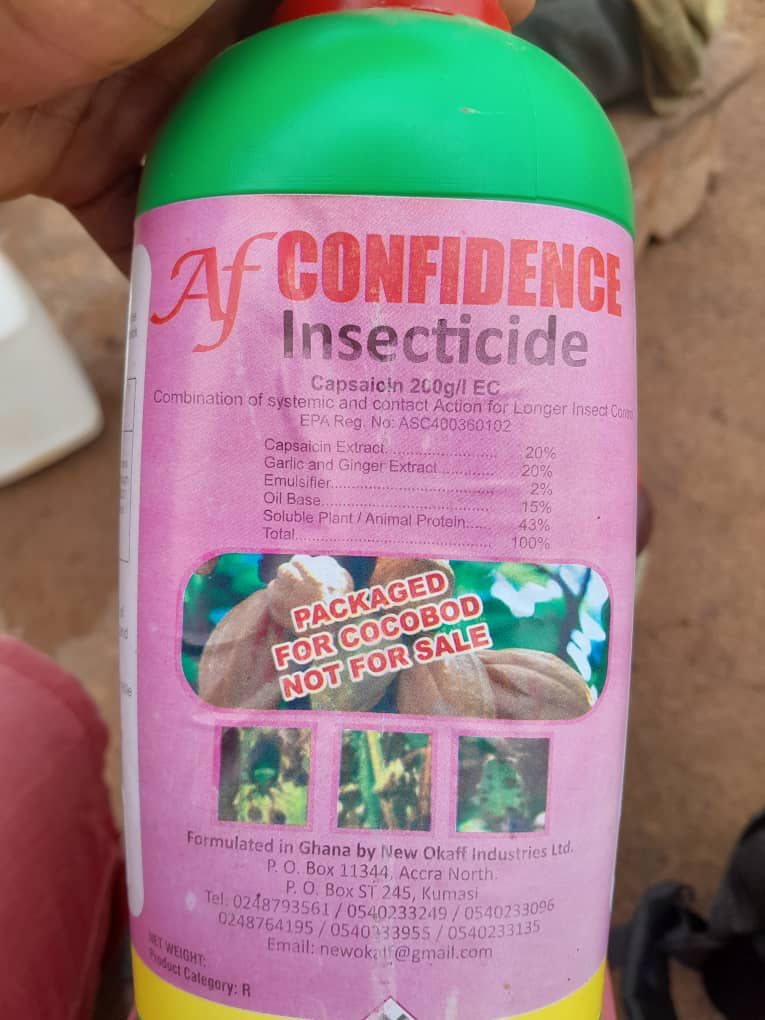 Af CONFIDENCE
Insecticide
Capsaicin 200g/l EC
Combination of systemic and contact Action for Longer Insect
EPA Reg. No: ASC400360102
Capsaicin Extract........................ 20%
Garlic and Ginger Extract............ 20%
Emulsifier.................................. 2%
Oil Base.................................... 15%
Soluble Plant / Animal Protein..... 43%
Total......................................... 100%
PACKAGED
FOR COCOBOD
NOT FOR SALE
Formulated in Ghana by New Okaff Industries Ltd.
P. O. Box 11344, Accra North.
P. O. Box ST 245, Kumasi
Tel: 0248793561 / 0540233249 / 0540233096
0248764195 / 0540233955 / 0540233135
Email: newokaff@gmail.com
NET WEIGHT:
Product Category: R